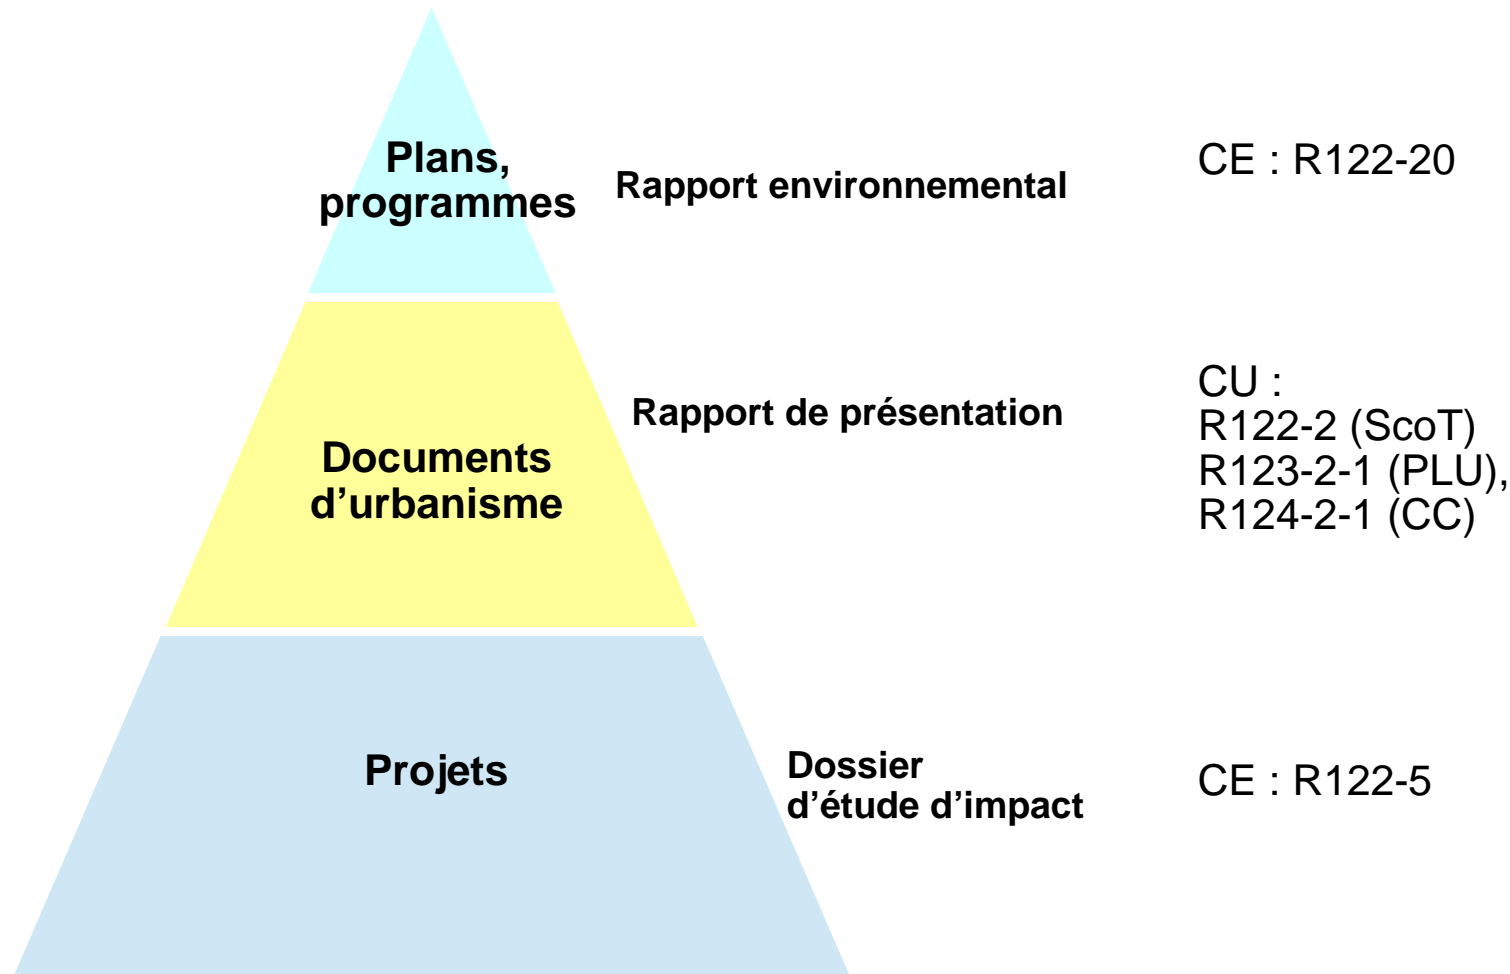 Plans,
programmes
Rapport environnemental
CE : R122-20
Documents
d’urbanisme
Rapport de présentation
CU :
R122-2 (ScoT)
R123-2-1 (PLU),
R124-2-1 (CC)
Projets
Dossier
d’étude d’impact
CE : R122-5